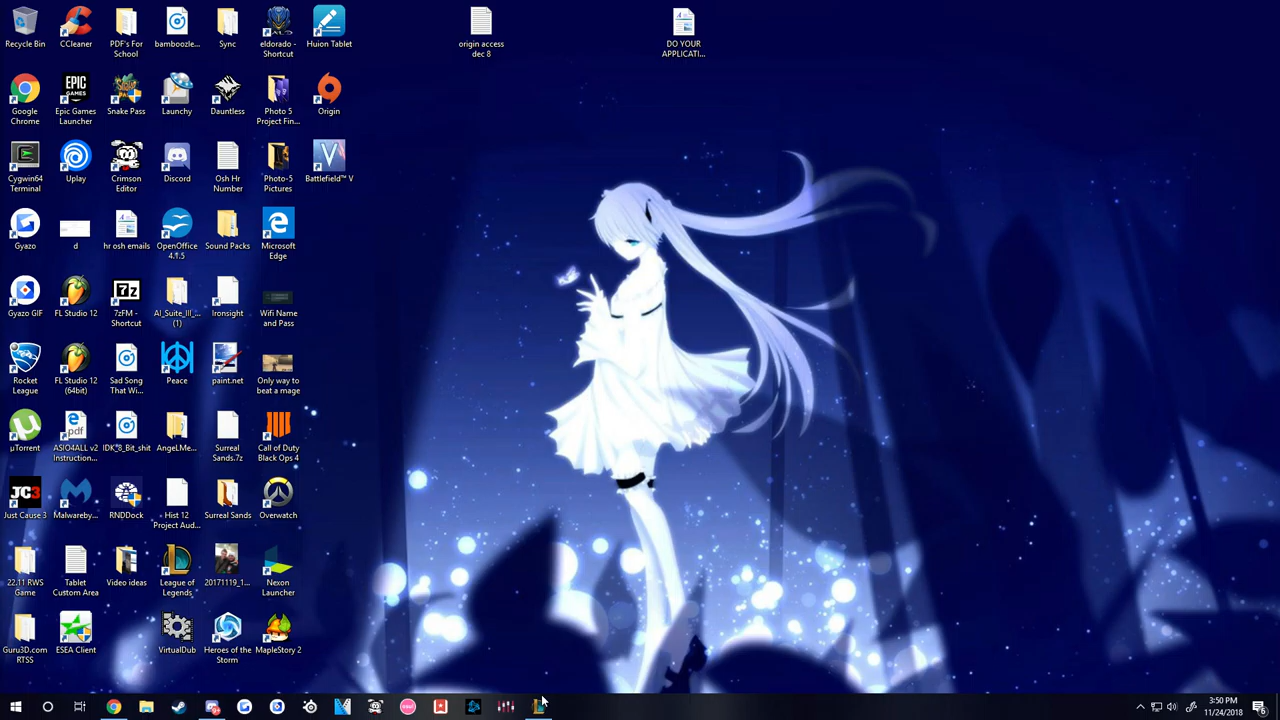 Recycle Bin
CCleaner
PDF's For
School
bamboozle...
Sync
eldorado -
Shortcut
Huion Tablet
origin access
dec 8
DO YOUR
APPLICATI...
Google
Chrome
EPIC
GAMES
Epic Games
Launcher
Snake Pass
Launchy
Dauntless
Photo 5
Project Fin...
Origin
Cygwin64
Terminal
Uplay
Crimson
Editor
Discord
Osh Hr
Number
Photo-5
Pictures
V
Battlefield™ V
Gyazo
d
hr osh emails
OpenOffice
4.1.5
Sound Packs
Microsoft
Edge
Gyazo GIF
FL Studio 12
7z
7zFM -
Shortcut
AI_Suite_III_...
(1)
Ironsight
Wifi Name
and Pass
Rocket
League
FL Studio 12
(64bit)
Sad Song
That Wi...
Peace
paint.net
Only way to
beat a mage
µTorrent
pdf
ASIO4ALL v2
Instruction...
IDK_8_Bit_shit
AngeLMe...
Surreal
Sands.7z
Call of Duty
Black Ops 4
JC3
Just Cause 3
Malwareby...
RNDDock
Hist 12
Project Aud...
Surreal Sands
Overwatch
22.11 RWS
Game
Tablet
Custom Area
Video ideas
League of
Legends
20171119_1...
Nexon
Launcher
Guru3D.com
RTSS
ESEA Client
VirtualDub
Heroes of the
Storm
MapleStory 2
osu!
3:50 PM
11/24/2018
6